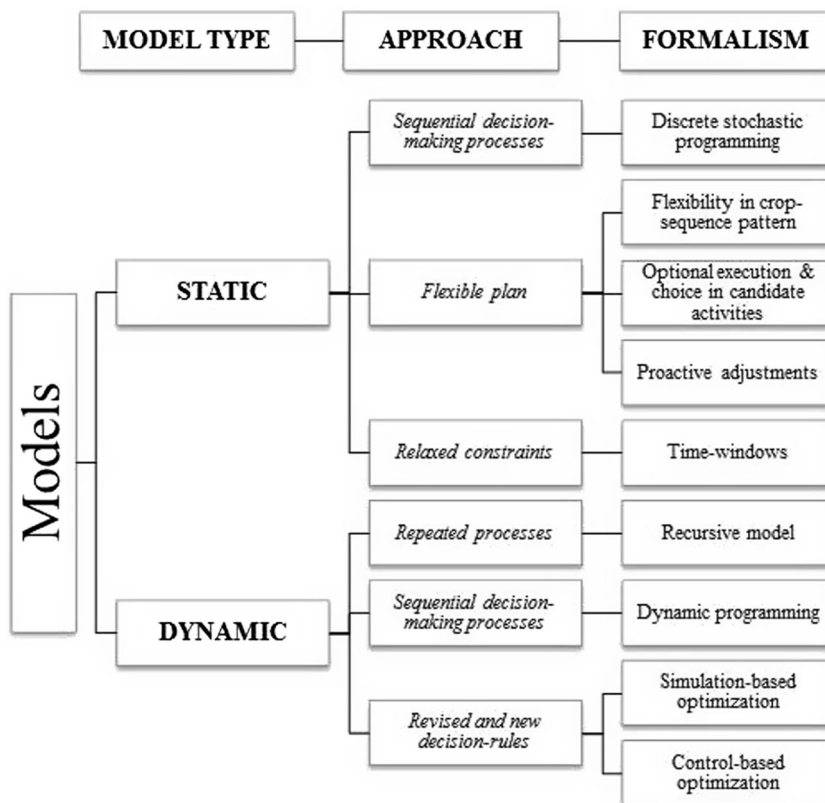 MODEL TYPE
APPROACH
FORMALISM
Models
STATIC
Sequential decision-
making processes
Discrete stochastic
programming
Flexible plan
Flexibility in crop-
sequence pattern
Optional execution &
choice in candidate
activities
Proactive adjustments
Relaxed constraints
Time-windows
DYNAMIC
Repeated processes
Recursive model
Sequential decision-
making processes
Dynamic programming
Revised and new
decision-rules
Simulation-based
optimization
Control-based
optimization